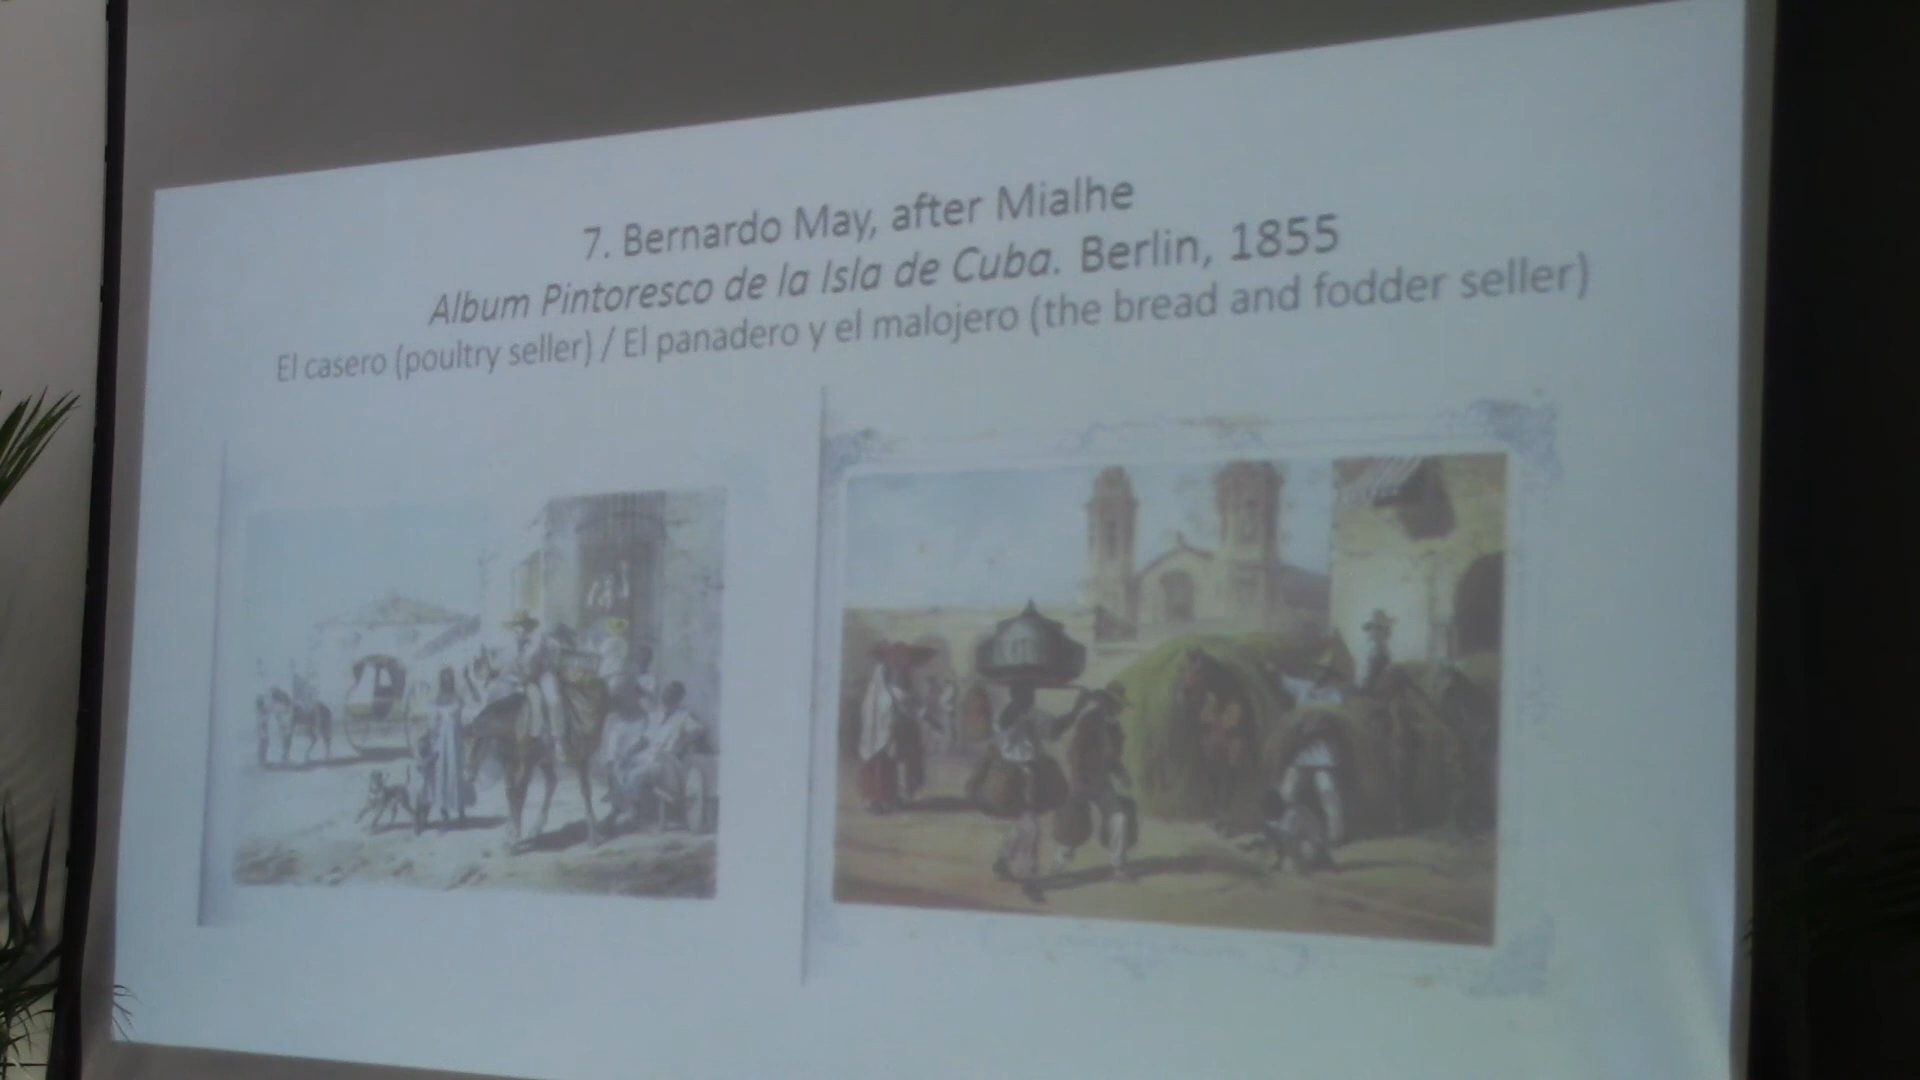 7. Bernardo May, after Mialhe
Album Pintoresco de la Isla de Cuba. Berlin, 1855
El casero (poultry seller) / El panadero y el malojero (the bread and fodder seller)